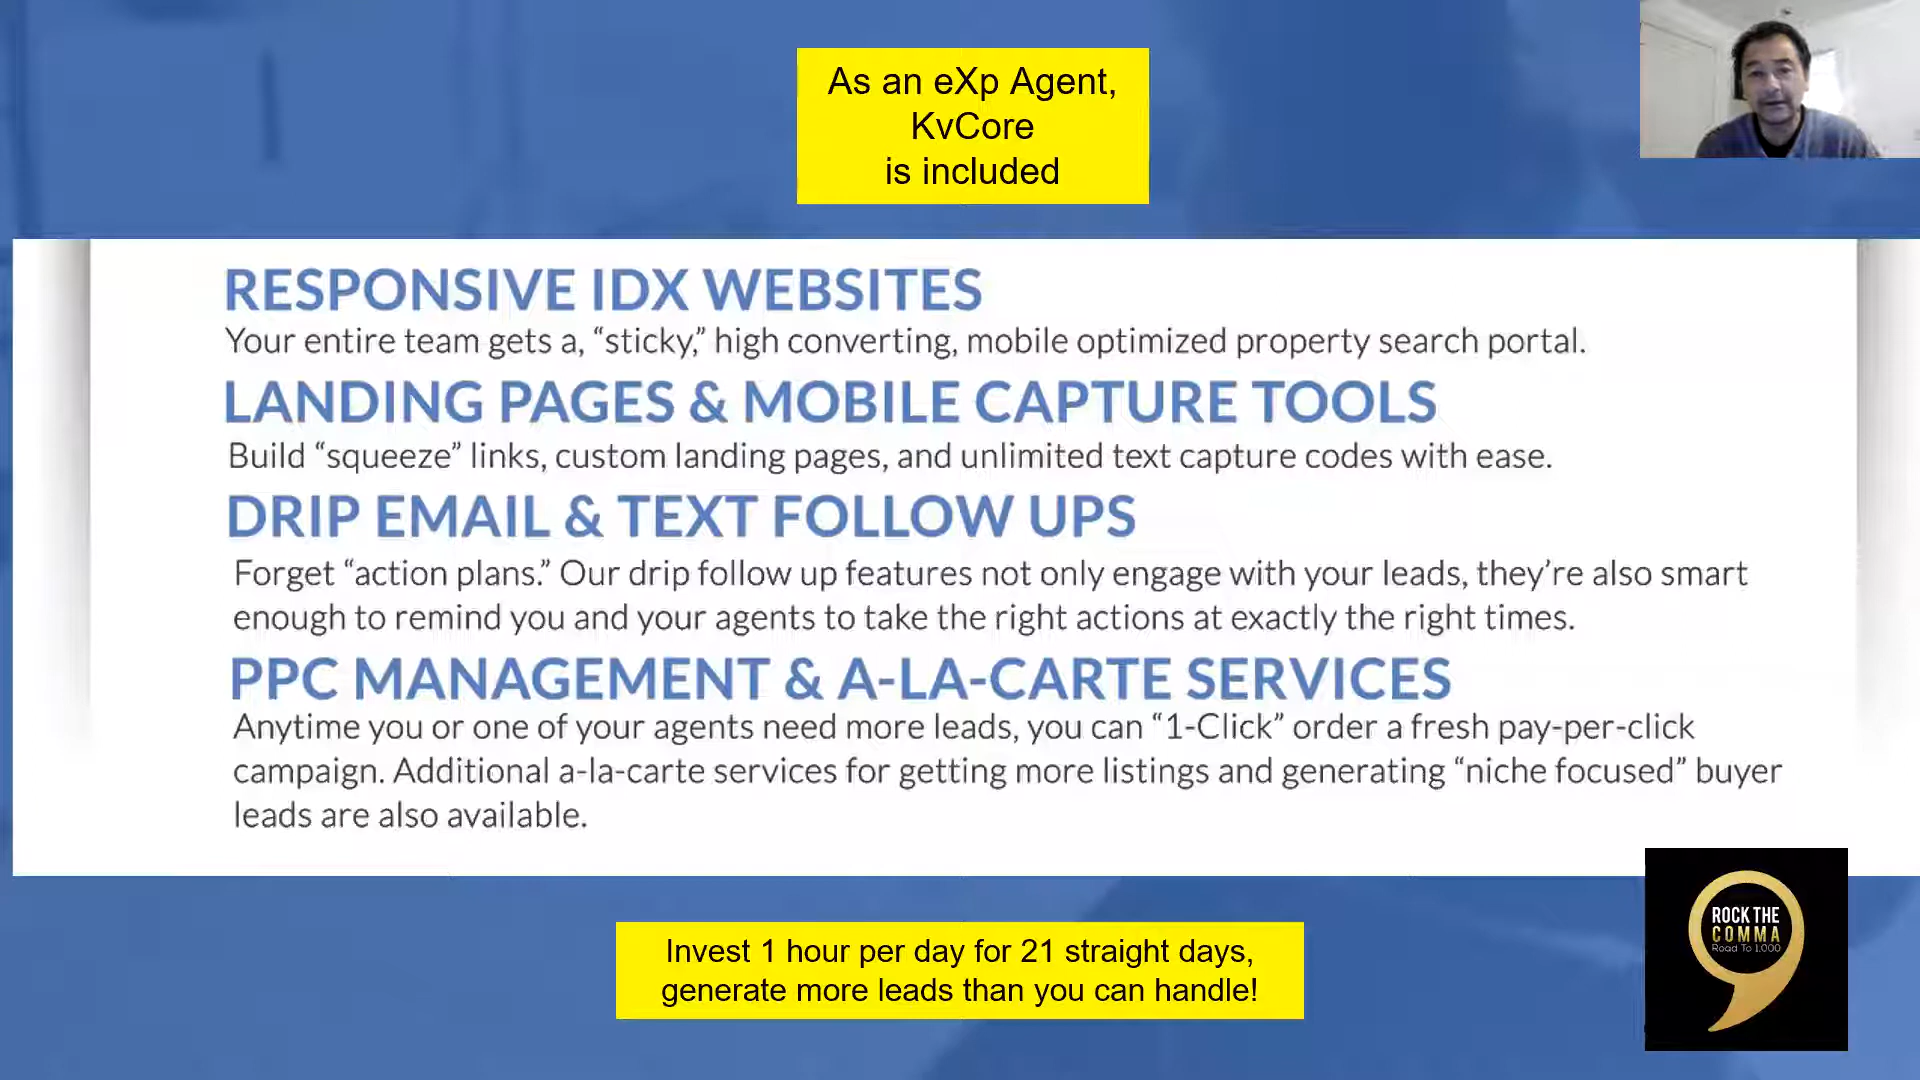 As an eXp Agent,
KvCore
is included
RESPONSIVE IDX WEBSITES
Your entire team gets a, “sticky,” high converting, mobile optimized property search portal.
LANDING PAGES & MOBILE CAPTURE TOOLS
Build “squeeze” links, custom landing pages, and unlimited text capture codes with ease.
DRIP EMAIL & TEXT FOLLOW UPS
Forget “action plans.” Our drip follow up features not only engage with your leads, they’re also smart
enough to remind you and your agents to take the right actions at exactly the right times.
PPC MANAGEMENT & A-LA-CARTE SERVICES
Anytime you or one of your agents need more leads, you can “1-Click” order a fresh pay-per-click
campaign. Additional a-la-carte services for getting more listings and generating “niche focused” buyer
leads are also available.
Invest 1 hour per day for 21 straight days,
generate more leads than you can handle!
ROCK THE
COMMA
Road To 1,000